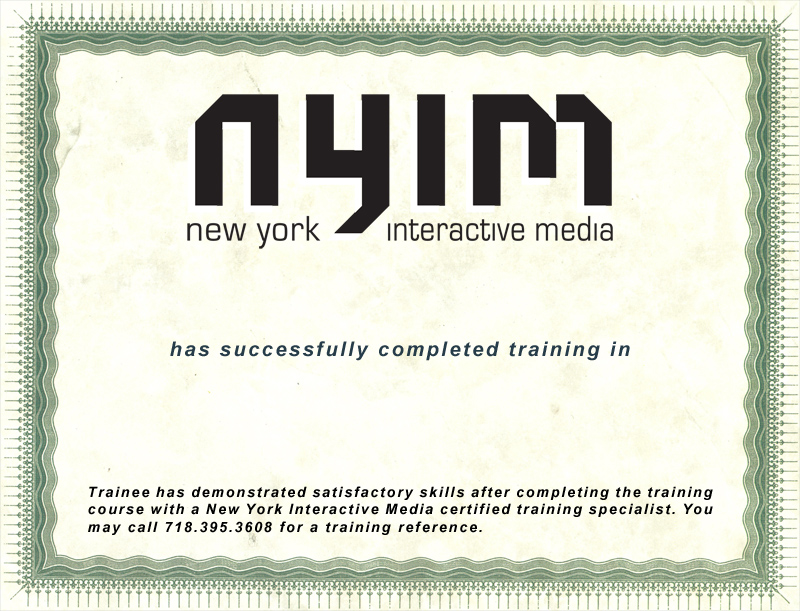 nyim
new york interactive media
has successfully completed training in
Trainee has demonstrated satisfactory skills after completing the training
course with a New York Interactive Media certified training specialist. You
may call 718.395.3608 for a training reference.